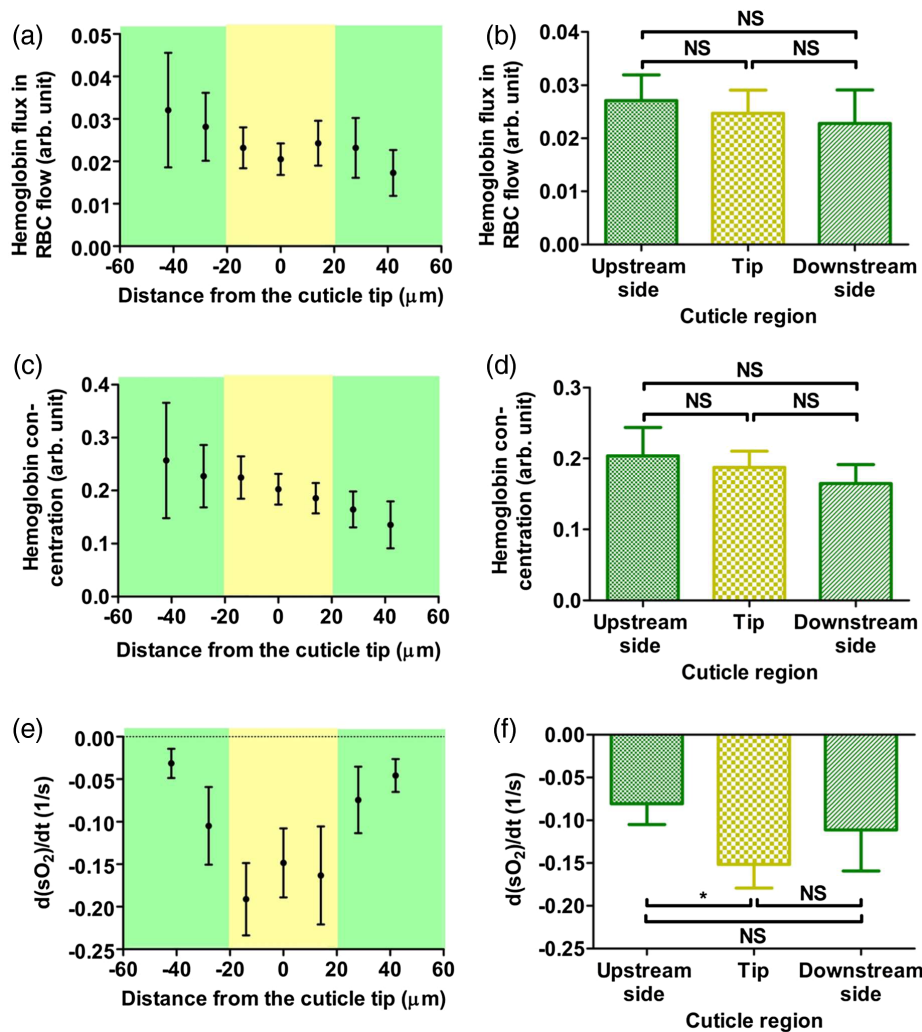 (a)
Hemoglobin flux in
RBC flow (arb. unit)
0.05
0.04
0.03
0.02
0.01
0.00
-60 -40 -20 0 20 40 60
Distance from the cuticle tip (μm)
(b)
Hemoglobin flux in
RBC flow (arb. unit)
0.04
0.03
0.02
0.01
0.00
NS
NS NS
Upstream Tip Downstream
side side
Cuticle region
(c)
Hemoglobin con-
centration (arb. unit)
0.4
0.3
0.2
0.1
0.0
-60 -40 -20 0 20 40 60
Distance from the cuticle tip (μm)
(d)
Hemoglobin con-
centration (arb. unit)
0.3
0.2
0.1
0.0
NS
NS NS
Upstream Tip Downstream
side side
Cuticle region
(e)
d(sO₂)/dt (1/s)
0.00
-0.05
-0.10
-0.15
-0.20
-0.25
-60 -40 -20 0 20 40 60
Distance from the cuticle tip (μm)
(f)
d(sO₂)/dt (1/s)
0.00
-0.05
-0.10
-0.15
-0.20
-0.25
* NS
NS
Upstream Tip Downstream
side side
Cuticle region